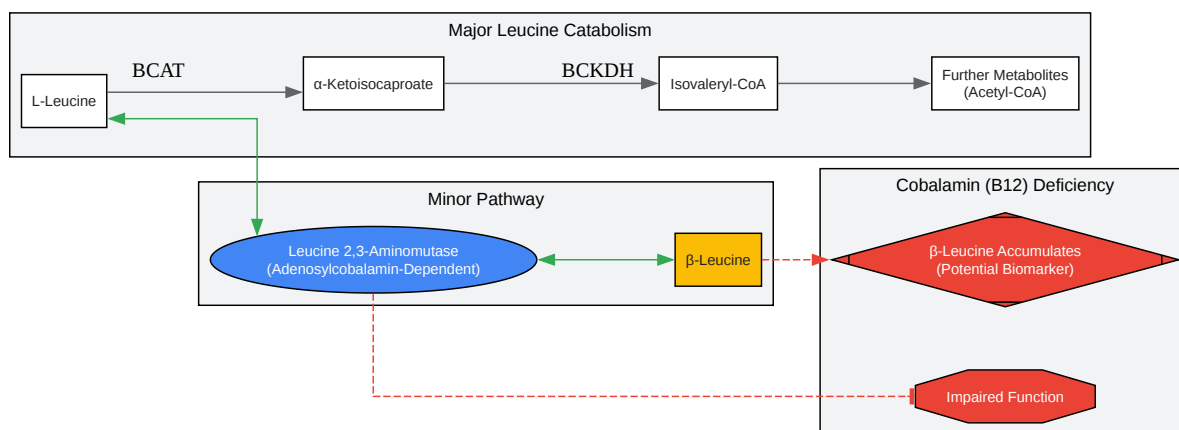 Major Leucine Catabolism
BCAT
BCKDH
L-Leucine
α-Ketoisocaproate
Isovaleryl-CoA
Further Metabolites
(Acetyl-CoA)
Minor Pathway
Cobalamin (B12) Deficiency
Leucine 2,3-Aminomutase
(Adenosylcobalamin-Dependent)
β-Leucine
β-Leucine Accumulates
(Potential Biomarker)
Impaired Function